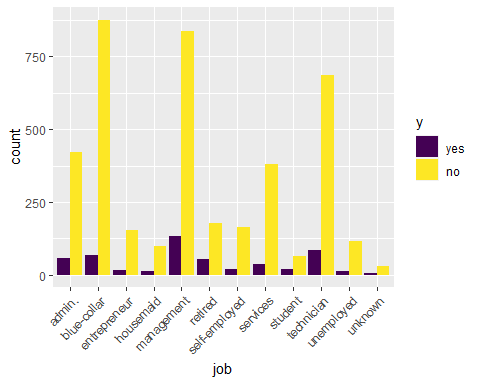 750
500
250
0
count
admin.
blue-collar
entrepreneur
housemaid
management
retired
self-employed
services
student
technician
unemployed
unknown
job
y
yes
no